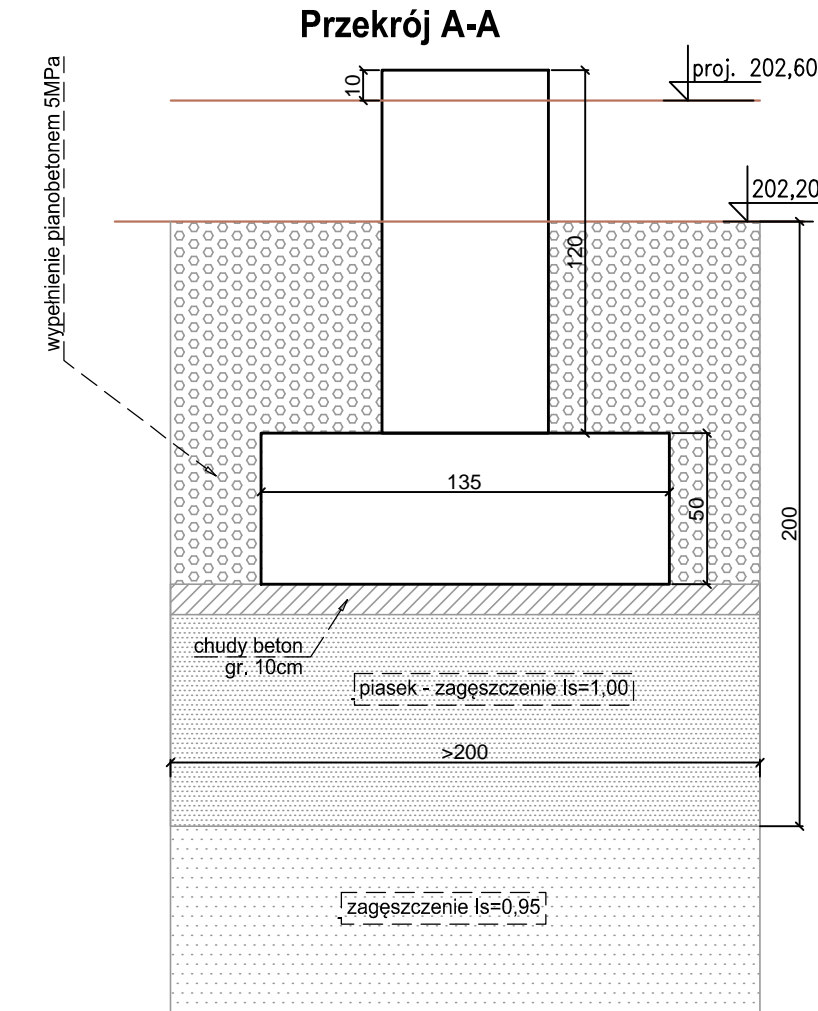 Przekrój A-A
proj. 202,60
10
wypełnienie pianobetonem 5MPa
202,20
120
135
50
200
chudy beton
gr. 10cm
piasek - zagęszczenie Is=1,00
>200
zagęszczenie Is=0,95